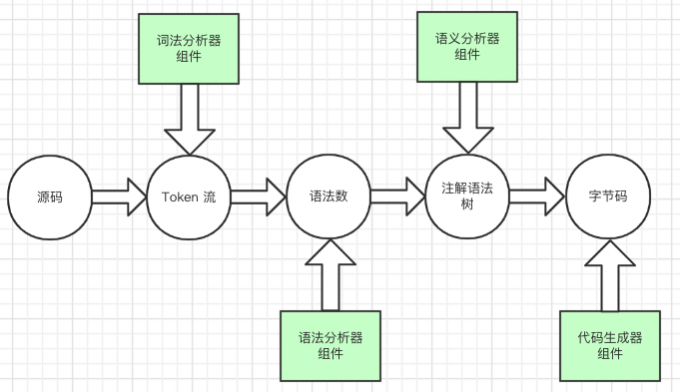 词法分析器
组件
语义分析器
组件
源码
Token 流
语法数
注解语法
树
字节码
语法分析器
组件
代码生成器
组件